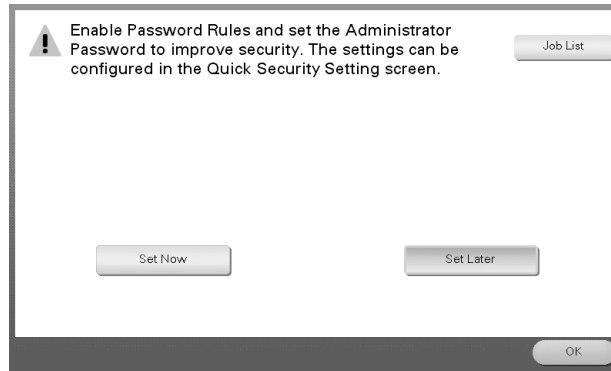 Enable Password Rules and set the Administrator
Password to improve security. The settings can be
configured in the Quick Security Setting screen.
Job List
Set Now
Set Later
OK